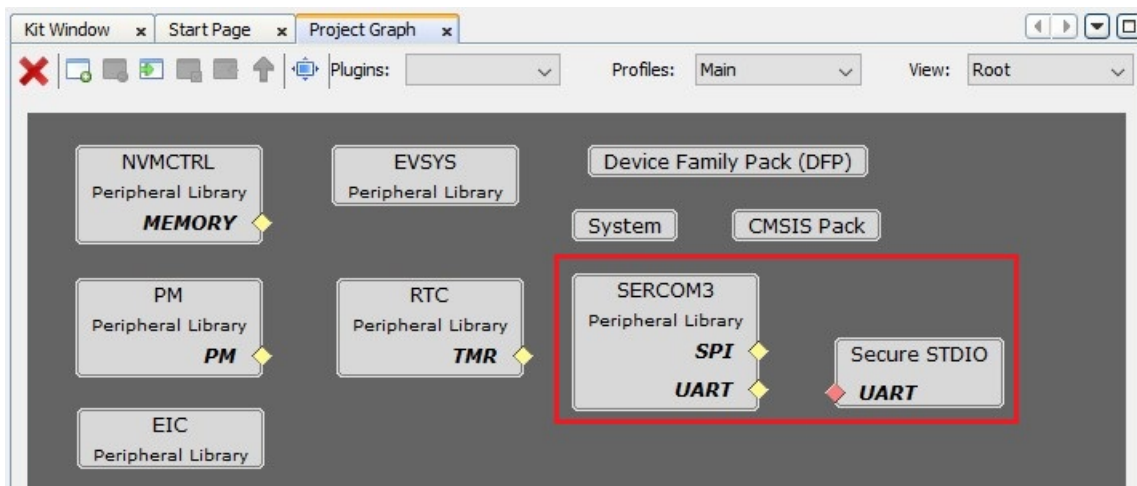 Kit Window x Start Page x Project Graph x
Plugins: Profiles: Main View: Root
NVMCTRL
Peripheral Library
MEMORY
EVSYS
Peripheral Library
Device Family Pack (DFP)
System
CMSIS Pack
PM
Peripheral Library
PM
RTC
Peripheral Library
TMR
SERCOM3
Peripheral Library
SPI
UART
Secure STDIO
UART
EIC
Peripheral Library